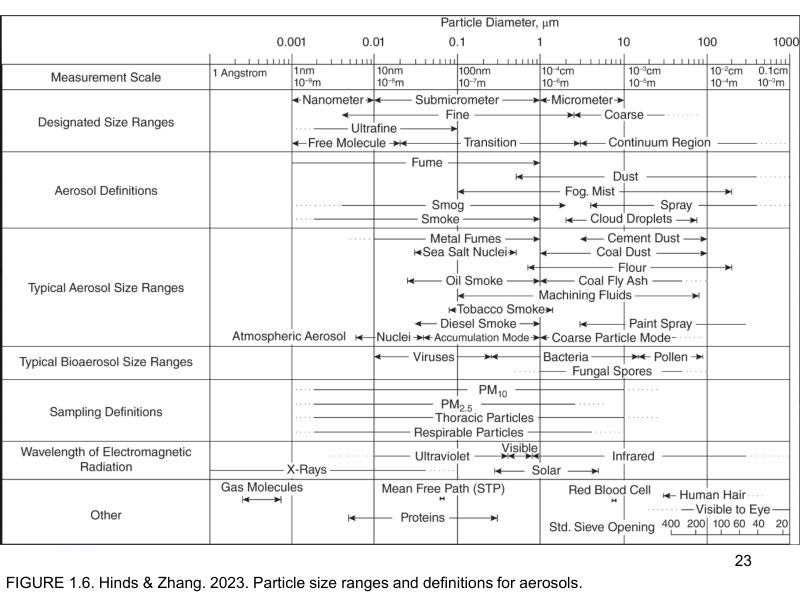 Particle Diameter, μm
0.001 0.01 0.1 1 10 100 1000
Measurement Scale
1 Angstrom 1nm 10nm 100nm 10⁻⁴cm 10⁻³cm 10⁻²cm 0.1cm
10⁻⁹m 10⁻⁸m 10⁻⁷m 10⁻⁶m 10⁻⁵m 10⁻⁴m 10⁻³m
Designated Size Ranges
Nanometer Submicrometer Micrometer
Fine Coarse
Ultrafine
Free Molecule Transition Continuum Region
Aerosol Definitions
Fume
Dust
Fog. Mist
Smog Spray
Smoke Cloud Droplets
Typical Aerosol Size Ranges
Metal Fumes Cement Dust
Sea Salt Nuclei Coal Dust
Flour
Oil Smoke Coal Fly Ash
Machining Fluids
Tobacco Smoke
Diesel Smoke Paint Spray
Atmospheric Aerosol Nuclei Accumulation Mode Coarse Particle Mode
Typical Bioaerosol Size Ranges
Viruses Bacteria Pollen
Fungal Spores
Sampling Definitions
PM₁₀
PM₂.₅
Thoracic Particles
Respirable Particles
Wavelength of Electromagnetic
Radiation
Visible
Ultraviolet Infrared
X-Rays Solar
Other
Gas Molecules Mean Free Path (STP) Red Blood Cell Human Hair
Visible to Eye
Proteins Std. Sieve Opening 400 200 100 60 40 20
23
FIGURE 1.6. Hinds & Zhang. 2023. Particle size ranges and definitions for aerosols.